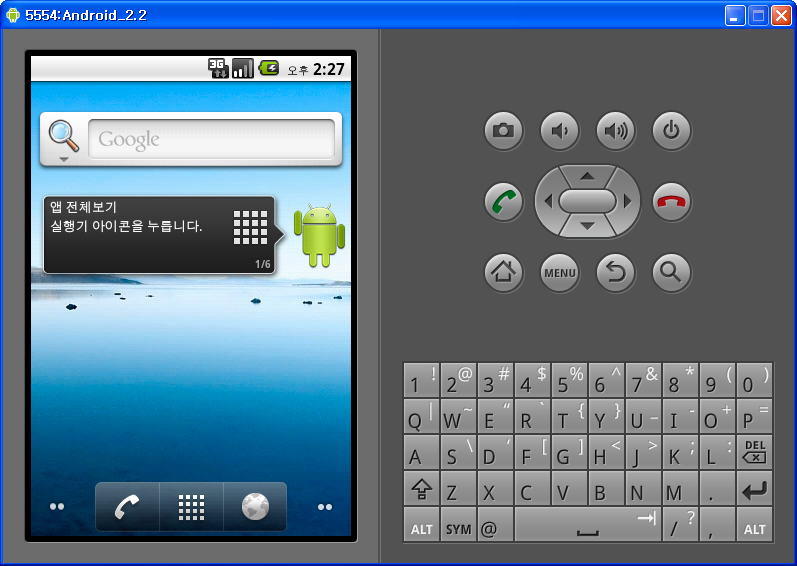 5554:Android_2.2
3G
오후 2:27
Google
앱 전체보기
실행기 아이콘을 누릅니다.
1/6
MENU
1 ! 2 @ 3 # 4 $ 5 % 6 ^ 7 & 8 * 9 ( 0 )
Q | W ~ E “ R ` T { Y } U _ I - O + P =
A S \ D ‘ F [ G ] H < J > K ; L : DEL
Z X C V B N M .
ALT SYM @ / ? , ALT